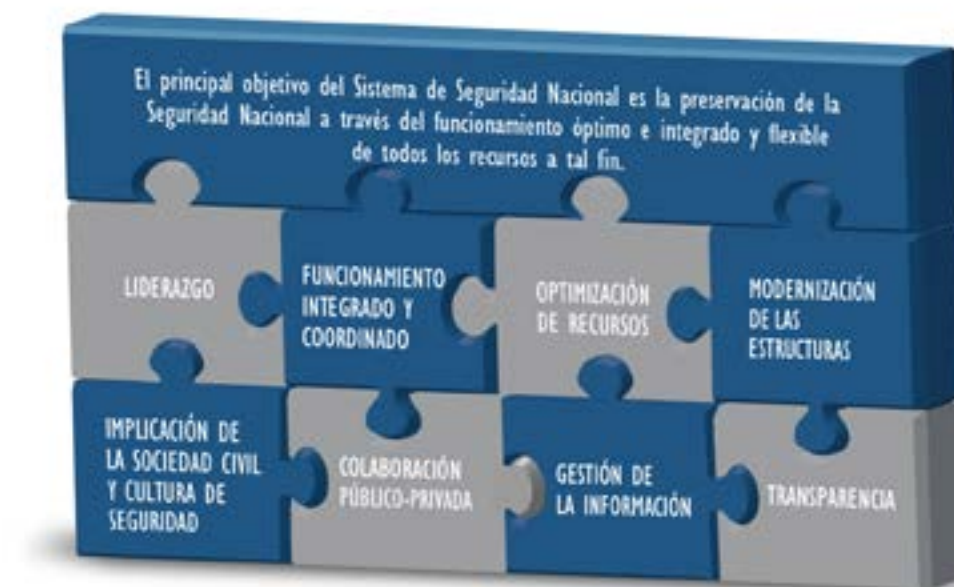 El principal objetivo del Sistema de Seguridad Nacional es la preservación de la
Seguridad Nacional a través del funcionamiento óptimo e integrado y flexible
de todos los recursos a tal fin.
LIDERAZGO
FUNCIONAMIENTO
INTEGRADO Y
COORDINADO
OPTIMIZACIÓN
DE RECURSOS
MODERNIZACIÓN
DE LAS
ESTRUCTURAS
IMPLICACIÓN DE
LA SOCIEDAD CIVIL
Y CULTURA DE
SEGURIDAD
COLABORACIÓN
PÚBLICO-PRIVADA
GESTIÓN DE
LA INFORMACIÓN
TRANSPARENCIA